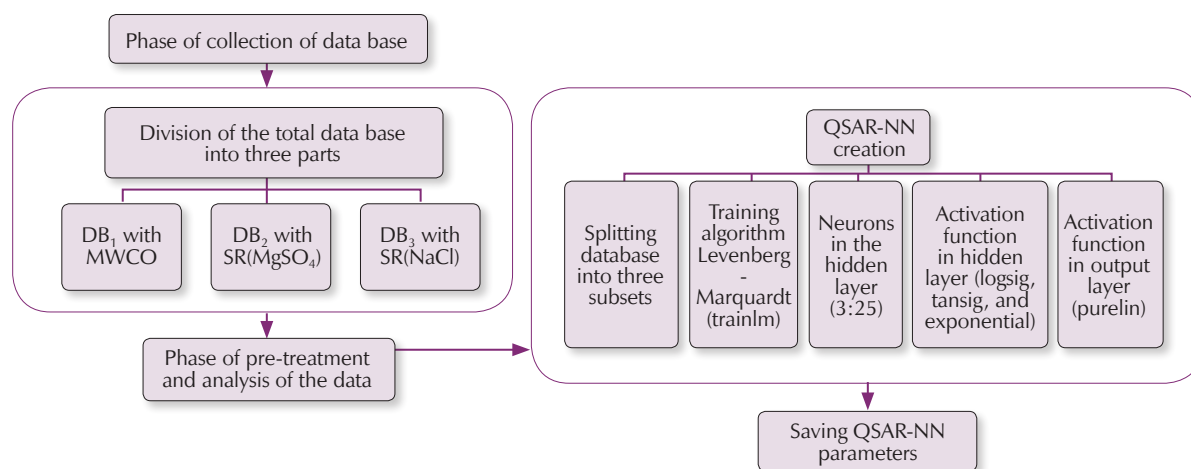 Phase of collection of data base
Division of the total data base
into three parts
DB₁ with
MWCO
DB₂ with
SR(MgSO₄)
DB₃ with
SR(NaCl)
Phase of pre-treatment
and analysis of the data
QSAR-NN
creation
Splitting
database
into three
subsets
Training
algorithm
Levenberg
-
Marquardt
(trainlm)
Neurons
in the
hidden
layer
(3:25)
Activation
function
in hidden
layer (logsig,
tansig, and
exponential)
Activation
function
in output
layer
(purelin)
Saving QSAR-NN
parameters